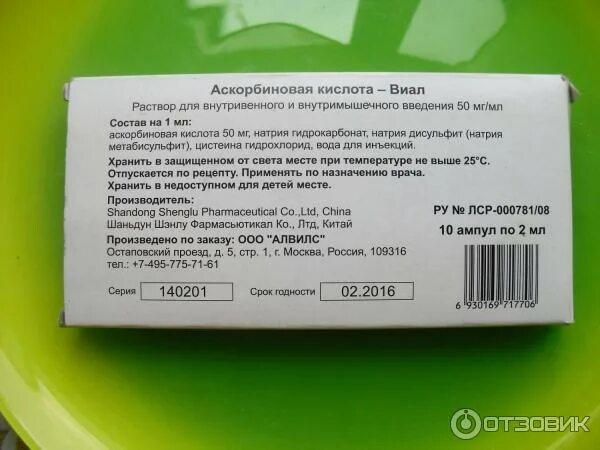 Аскорбиновая кислота – Виал
Раствор для внутривенного и внутримышечного введения 50 мг/мл
Состав на 1 мл:
аскорбиновая кислота 50 мг, натрия гидрокарбонат, натрия дисульфит (натрия
метабисульфит), цистеина гидрохлорид, вода для инъекций.
Хранить в защищенном от света месте при температуре не выше 25°С.
Отпускается по рецепту. Применять по назначению врача.
Хранить в недоступном для детей месте.
Производитель:
Shandong Shenglu Pharmaceutical Co.,Ltd, China
Шаньдун Шэнлу Фармасьютикал Ко., Лтд, Китай
РУ № ЛСР-000781/08
10 ампул по 2 мл
Произведено по заказу: ООО "АЛВИЛС"
Остаповский проезд, д. 5, стр. 1, г. Москва, Россия, 109316
тел.: +7-495-775-71-61
Серия 140201 Срок годности 02.2016
6 930169 717706
ОТЗОВИК